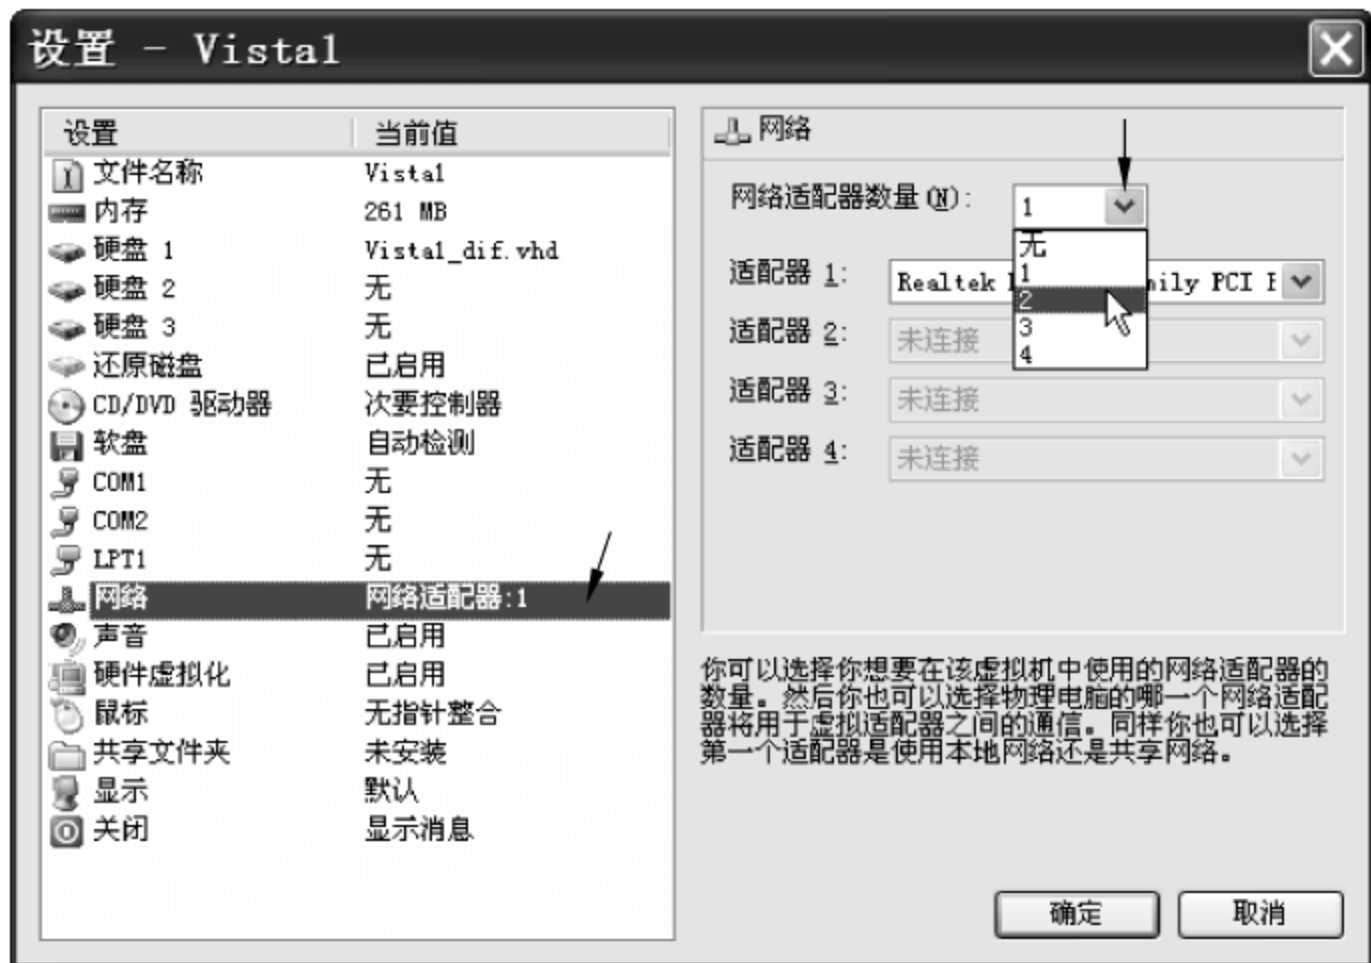 设置 - Vista1
设置 当前值
文件名称 Vista1
内存 261 MB
硬盘 1 Vista1_dif.vhd
硬盘 2 无
硬盘 3 无
还原磁盘 已启用
CD/DVD 驱动器 次要控制器
软盘 自动检测
COM1 无
COM2 无
LPT1 无
网络 网络适配器:1
声音 已启用
硬件虚拟化 已启用
鼠标 无指针整合
共享文件夹 未安装
显示 默认
关闭 显示消息
网络
网络适配器数量(N): 1
无
1
2
3
4
适配器 1: Realtek mily PCI F
适配器 2: 未连接
适配器 3: 未连接
适配器 4: 未连接
你可以选择你想要在该虚拟机中使用的网络适配器的
数量。然后你也可以选择物理电脑的哪一个网络适配
器将用于虚拟适配器之间的通信。同样你也可以选择
第一个适配器是使用本地网络还是共享网络。
确定 取消